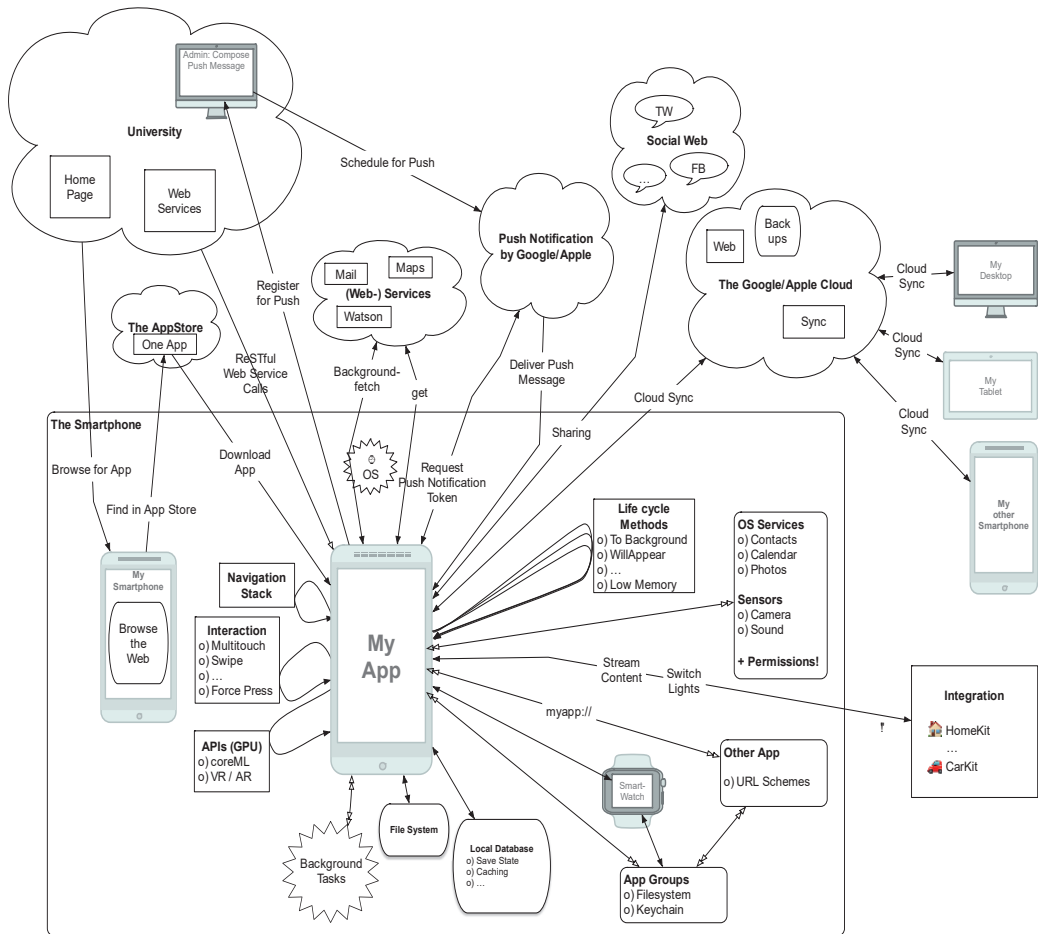 Admin: Compose
Push Message
University
Home
Page
Web
Services
TW
Social Web
...
FB
Schedule for Push
Push Notification
by Google/Apple
Back
ups
Web
The Google/Apple Cloud
Sync
Cloud
Sync
My
Desktop
Cloud
Sync
My
Tablet
Cloud
Sync
My
other
Smartphone
Mail
Maps
(Web-) Services
Watson
Register
for Push
The AppStore
One App
ReSTful
Web Service
Calls
Background-
fetch
get
Deliver Push
Message
Cloud Sync
Sharing
The Smartphone
Browse for App
Download
App
OS
Request
Push Notification
Token
Find in App Store
My
Smartphone
Browse
the
Web
Navigation
Stack
Interaction
o) Multitouch
o) Swipe
o) ...
o) Force Press
APIs (GPU)
o) coreML
o) VR / AR
My
App
Life cycle
Methods
o) To Background
o) WillAppear
o) ...
o) Low Memory
OS Services
o) Contacts
o) Calendar
o) Photos
Sensors
o) Camera
o) Sound
+ Permissions!
Stream
Content
Switch
Lights
myapp://
Integration
HomeKit
...
CarKit
Other App
o) URL Schemes
Smart-
Watch
File System
Local Database
o) Save State
o) Caching
o) ...
Background
Tasks
App Groups
o) Filesystem
o) Keychain